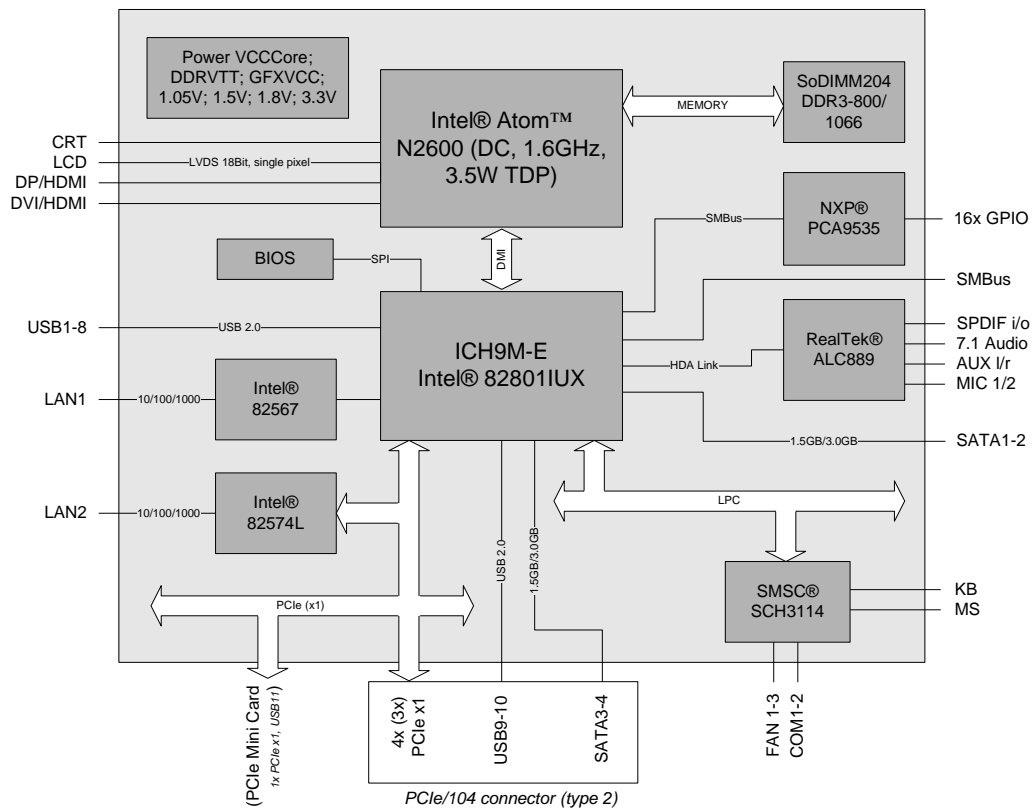 Power VCCCore;
DDRVTT; GFXVCC;
1.05V; 1.5V; 1.8V; 3.3V
Intel® Atom™
N2600 (DC, 1.6GHz,
3.5W TDP)
MEMORY
SoDIMM204
DDR3-800/
1066
CRT
LCD
LVDS 18Bit, single pixel
DP/HDMI
DVI/HDMI
SMBus
NXP®
PCA9535
16x GPIO
BIOS
SPI
DMI
SMBus
USB1-8
USB 2.0
ICH9M-E
Intel® 82801IUX
HDA Link
RealTek®
ALC889
SPDIF i/o
7.1 Audio
AUX l/r
MIC 1/2
LAN1
10/100/1000
Intel®
82567
1.5GB/3.0GB
SATA1-2
LAN2
10/100/1000
Intel®
82574L
LPC
USB 2.0
1.5GB/3.0GB
SMSC®
SCH3114
KB
MS
PCIe (x1)
(PCIe Mini Card
1x PCIe x1, USB11)
4x (3x)
PCIe x1
USB9-10
SATA3-4
FAN 1-3
COM1-2
PCIe/104 connector (type 2)